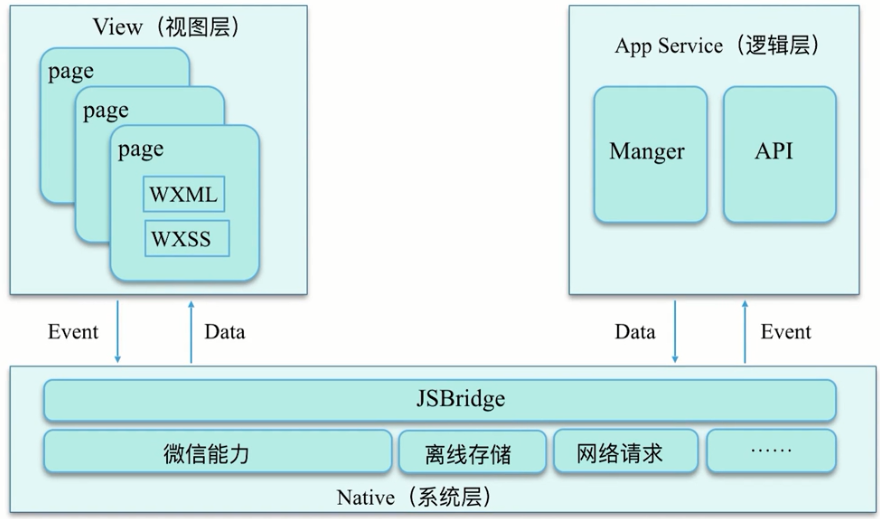 View（视图层）
page
page
page
WXML
WXSS
App Service（逻辑层）
Manger
API
Event
Data
Data
Event
JSBridge
微信能力
离线存储
网络请求
……
Native（系统层）